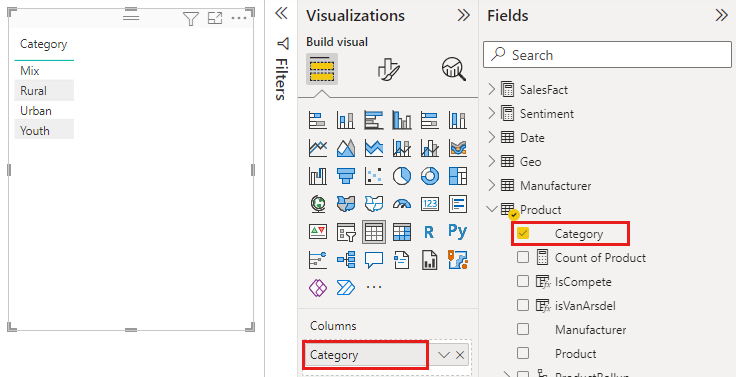 Category
Mix
Rural
Urban
Youth
Filters
Visualizations
Build visual
123
R
Py
Columns
Category
Fields
Search
SalesFact
Sentiment
Date
Geo
Manufacturer
Product
Category
Count of Product
IsCompete
isVanArsdel
Manufacturer
Product
ProductRollup